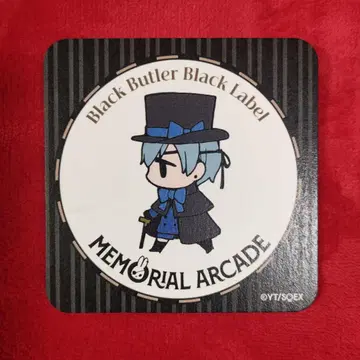 Black Butler Black Label
MEMORIAL ARCADE
©YT/SQEX